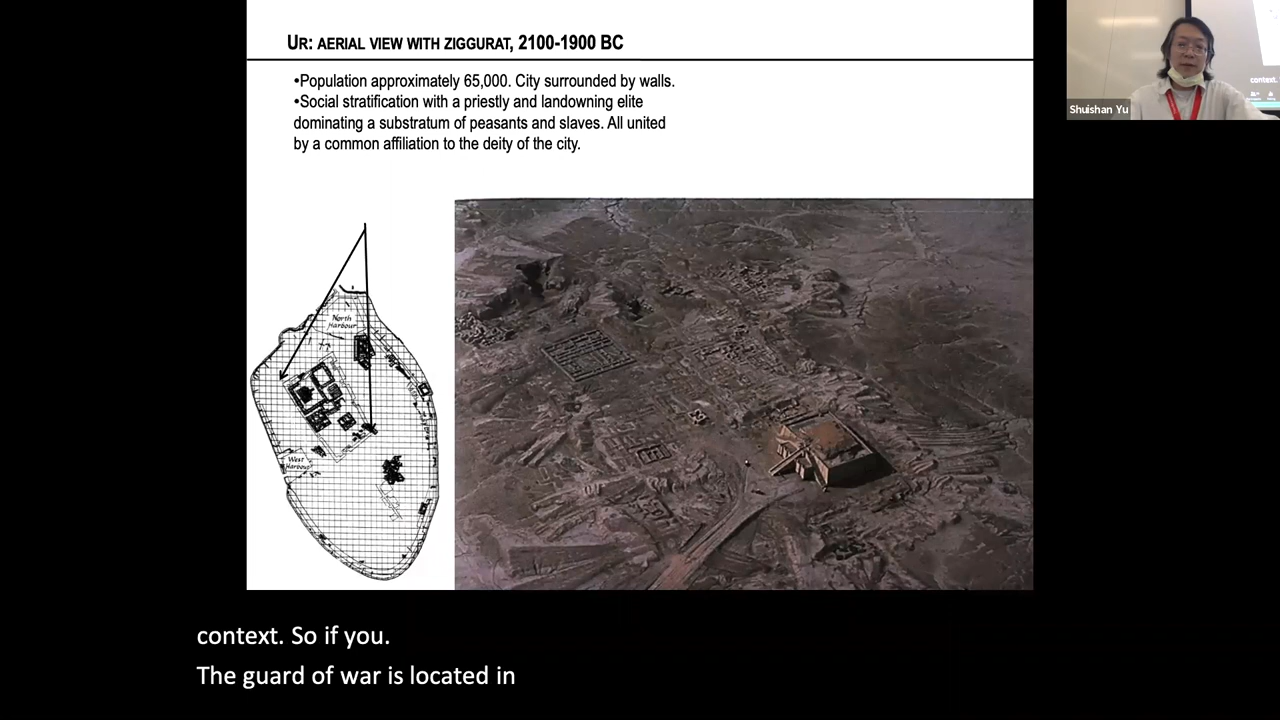 UR: AERIAL VIEW WITH ZIGGURAT, 2100-1900 BC
•Population approximately 65,000. City surrounded by walls.
•Social stratification with a priestly and landowning elite
dominating a substratum of peasants and slaves. All united
by a common affiliation to the deity of the city.
North
Harbour
West
Harbour
context.
Shuishan Yu
context. So if you.
The guard of war is located in